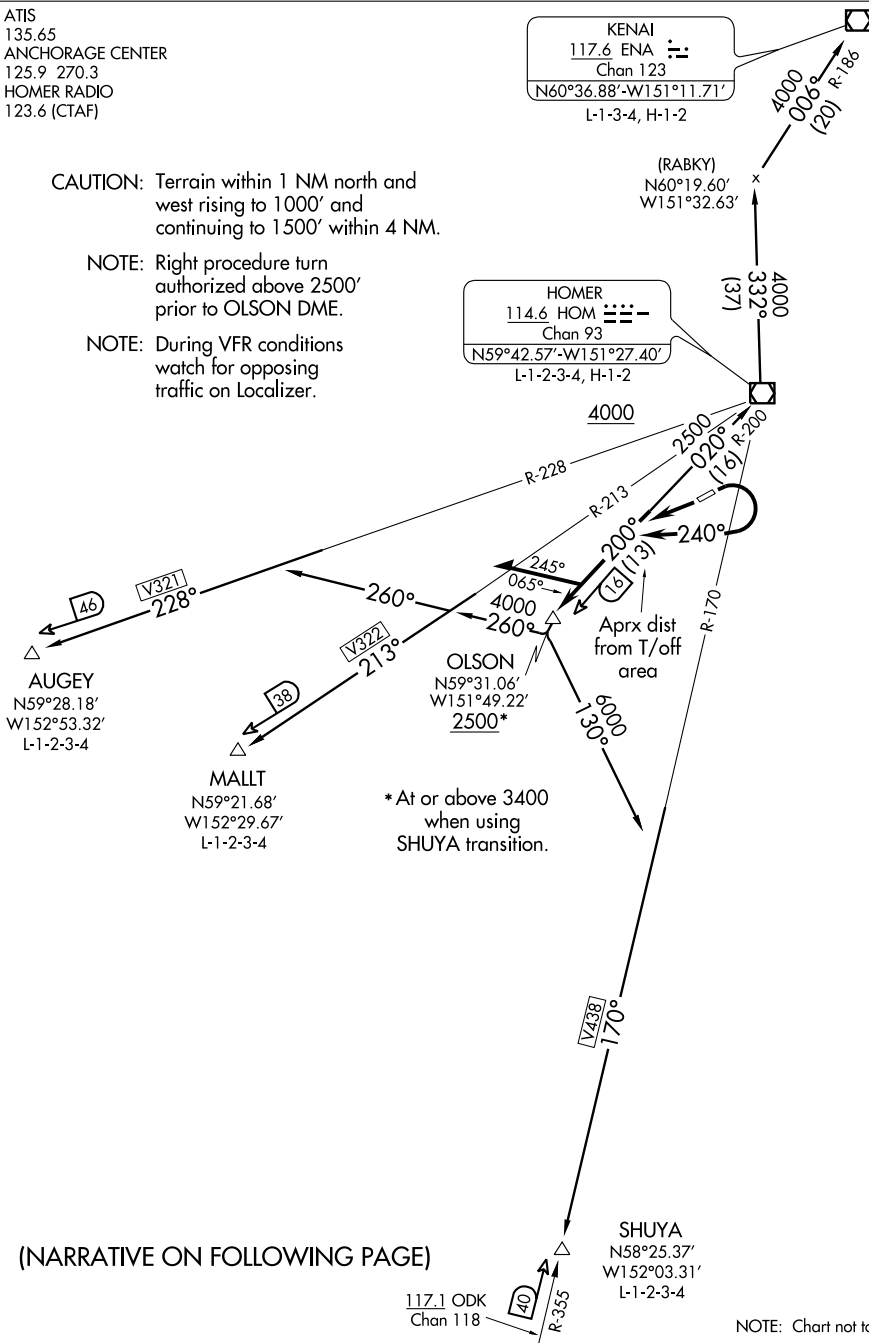 ATIS
135.65
ANCHORAGE CENTER
125.9 270.3
HOMER RADIO
123.6 (CTAF)
KENAI
117.6 ENA
Chan 123
N60°36.88'-W151°11.71'
L-1-3-4, H-1-2
R-186
4000
006°
(20)
(RABKY)
N60°19.60'
W151°32.63'
CAUTION: Terrain within 1 NM north and
west rising to 1000' and
continuing to 1500' within 4 NM.
NOTE: Right procedure turn
authorized above 2500'
prior to OLSON DME.
NOTE: During VFR conditions
watch for opposing
traffic on Localizer.
4000
332°
(37)
HOMER
114.6 HOM
Chan 93
N59°42.57'-W151°27.40'
L-1-2-3-4, H-1-2
4000
2500
020°
(16)
R-200
R-228
R-213
200°
(13)
240°
245°
065°
16
R-170
V321
228°
46
260°
4000
260°
V322
213°
38
Aprx dist
from T/off
area
AUGEY
N59°28.18'
W152°53.32'
L-1-2-3-4
OLSON
N59°31.06'
W151°49.22'
2500*
6000
130°
MALLT
N59°21.68'
W152°29.67'
L-1-2-3-4
*At or above 3400
when using
SHUYA transition.
V438
170°
(NARRATIVE ON FOLLOWING PAGE)
SHUYA
N58°25.37'
W152°03.31'
L-1-2-3-4
117.1 ODK
Chan 118
40
R-355
NOTE: Chart not to